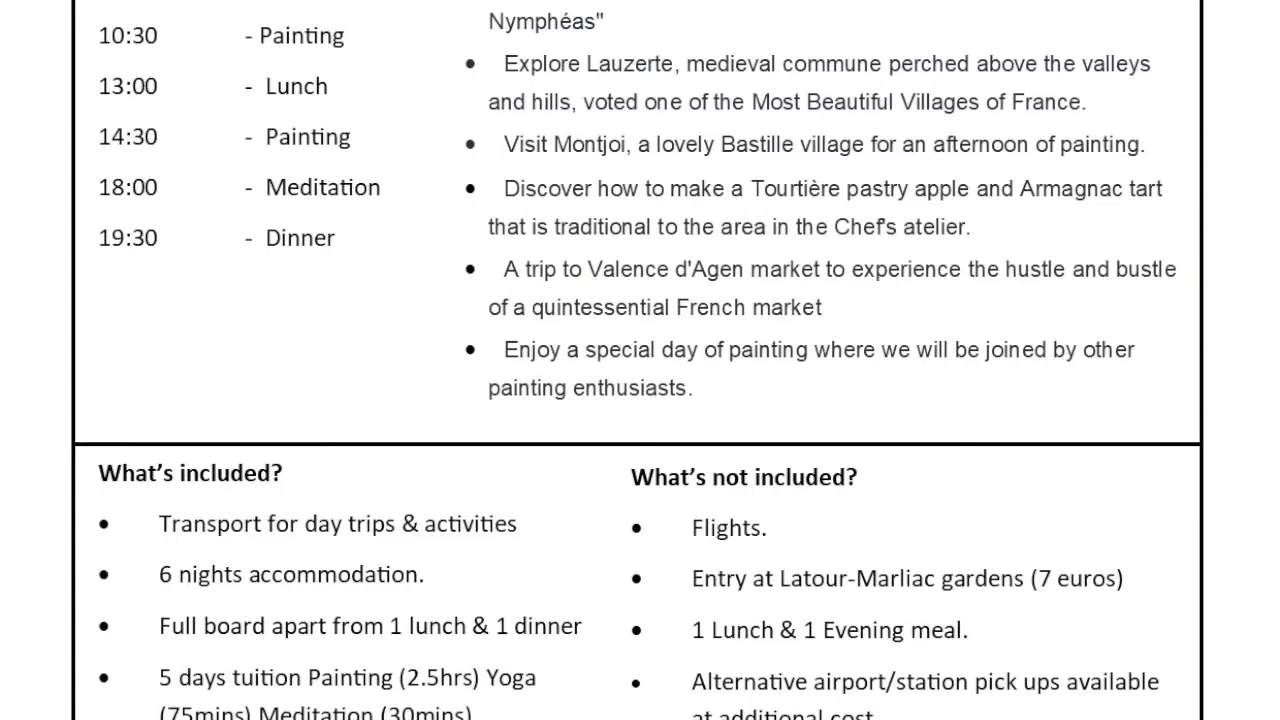 10:30 - Painting
13:00 - Lunch
14:30 - Painting
18:00 - Meditation
19:30 - Dinner
Nymphéas"
• Explore Lauzerte, medieval commune perched above the valleys
and hills, voted one of the Most Beautiful Villages of France.
• Visit Montjoi, a lovely Bastille village for an afternoon of painting.
• Discover how to make a Tourtière pastry apple and Armagnac tart
that is traditional to the area in the Chef's atelier.
• A trip to Valence d'Agen market to experience the hustle and bustle
of a quintessential French market
• Enjoy a special day of painting where we will be joined by other
painting enthusiasts.
What's included?
• Transport for day trips & activities
• 6 nights accommodation.
• Full board apart from 1 lunch & 1 dinner
• 5 days tuition Painting (2.5hrs) Yoga
(75mins) Meditation (30mins)
What's not included?
• Flights.
• Entry at Latour-Marliac gardens (7 euros)
• 1 Lunch & 1 Evening meal.
• Alternative airport/station pick ups available
at additional cost